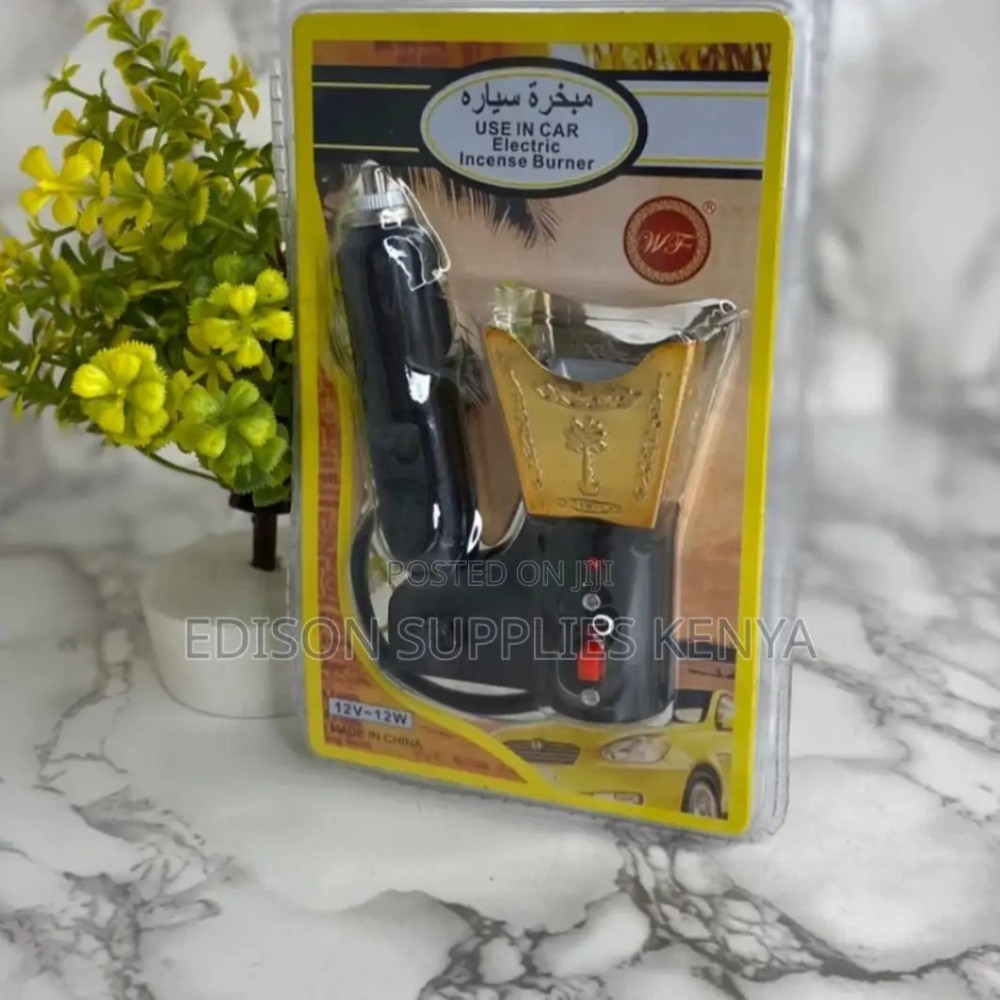 مبخرة سياره
USE IN CAR
Electric
Incense Burner
WF
®
POSTED ON JIJI
EDISON SUPPLIES KENYA
12V~12W
MADE IN CHINA